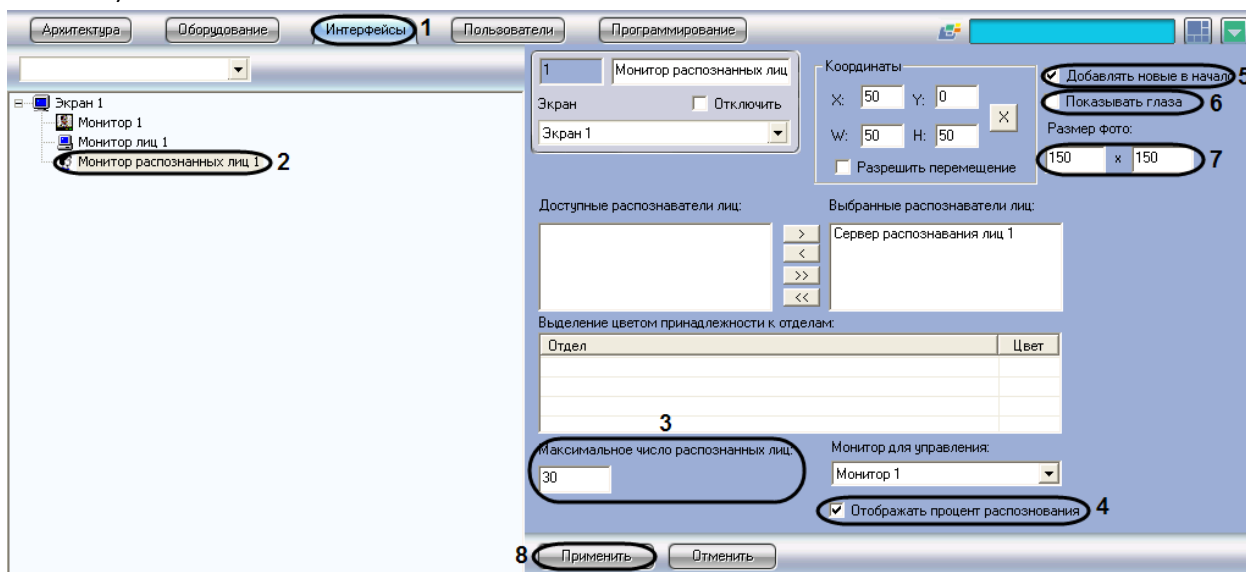 Архитектура Оборудование Интерфейсы 1 Пользователи Программирование
1 Монитор распознанных лиц
Экран Отключить
Экран 1
Координаты
X: 50 Y: 0
X
W: 50 H: 50
Разрешить перемещение
Добавлять новые в начало 5
Показывать глаза 6
Размер фото:
150 x 150 7
Экран 1
Монитор 1
Монитор лиц 1
Монитор распознанных лиц 1 2
Доступные распознаватели лиц: Выбранные распознаватели лиц:
> Сервер распознавания лиц 1
<
>>
<<
Выделение цветом принадлежности к отделам:
Отдел Цвет
3
Максимальное число распознанных лиц: Монитор для управления:
30 Монитор 1
Отображать процент распознования 4
8 Применить Отменить